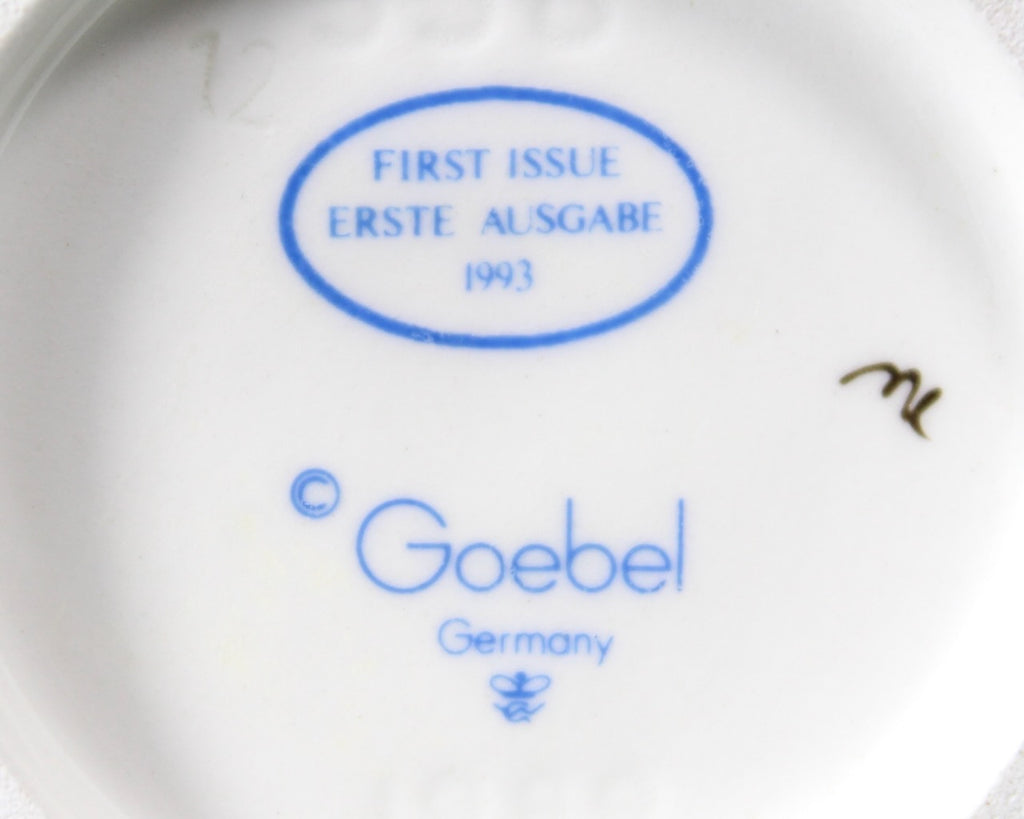 FIRST ISSUE
ERSTE AUSGABE
1993
© Goebel
Germany